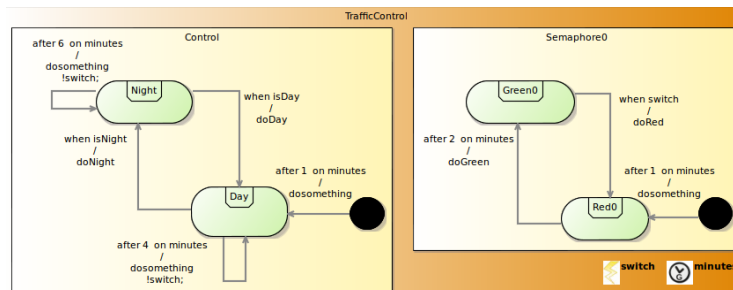 TrafficControl
Control
after 6 on minutes
/
dosomething
!switch;
Night
when isDay
/
doDay
when isNight
/
doNight
after 1 on minutes
/
dosomething
Day
after 4 on minutes
/
dosomething
!switch;
Semaphore0
Green0
when switch
/
doRed
after 2 on minutes
/
doGreen
after 1 on minutes
/
dosomething
Red0
switch
G
minutes